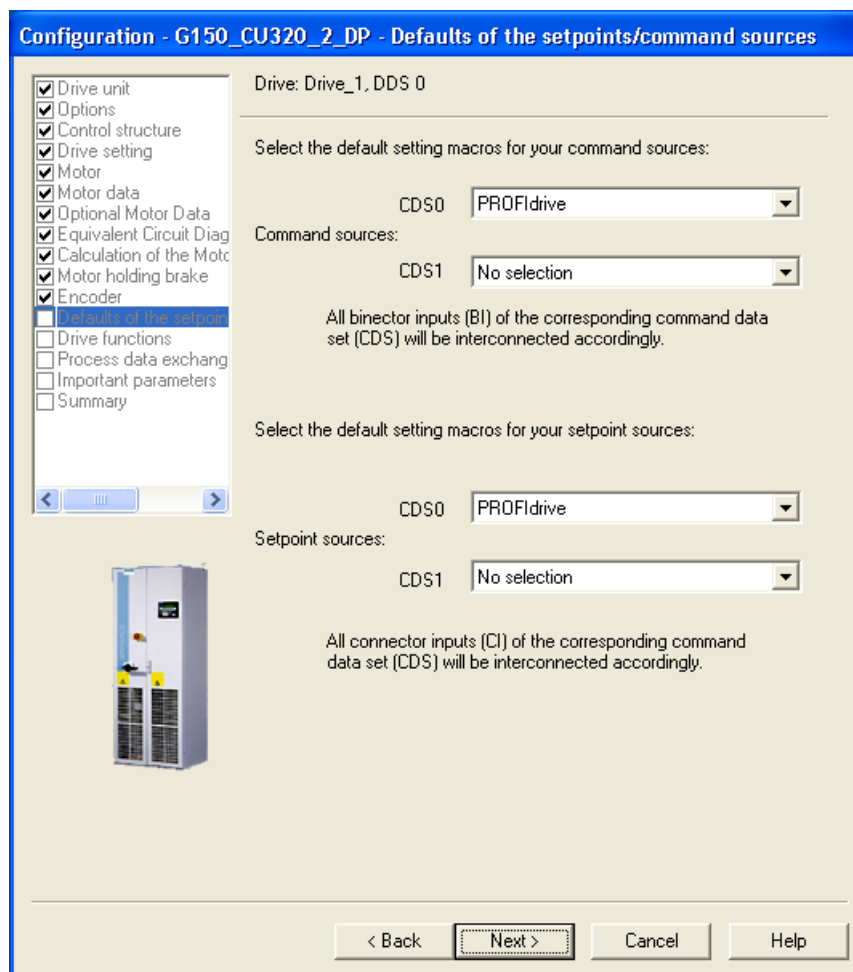 Configuration - G150_CU320_2_DP - Defaults of the setpoints/command sources
Drive unit
Options
Control structure
Drive setting
Motor
Motor data
Optional Motor Data
Equivalent Circuit Diag
Calculation of the Moto
Motor holding brake
Encoder
Defaults of the setpoin
Drive functions
Process data exchang
Important parameters
Summary
Drive: Drive_1, DDS 0
Select the default setting macros for your command sources:
CDS0 PROFIdrive
Command sources:
CDS1 No selection
All binector inputs (BI) of the corresponding command data
set (CDS) will be interconnected accordingly.
Select the default setting macros for your setpoint sources:
CDS0 PROFIdrive
Setpoint sources:
CDS1 No selection
All connector inputs (CI) of the corresponding command
data set (CDS) will be interconnected accordingly.
< Back Next > Cancel Help